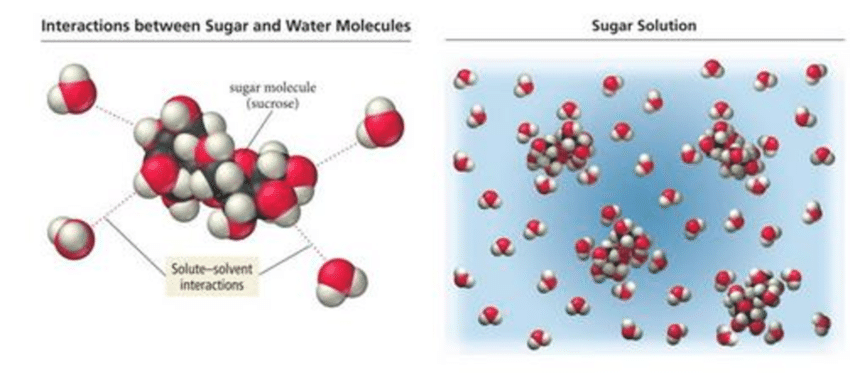 Interactions between Sugar and Water Molecules
sugar molecule
(sucrose)
Solute–solvent
interactions
Sugar Solution